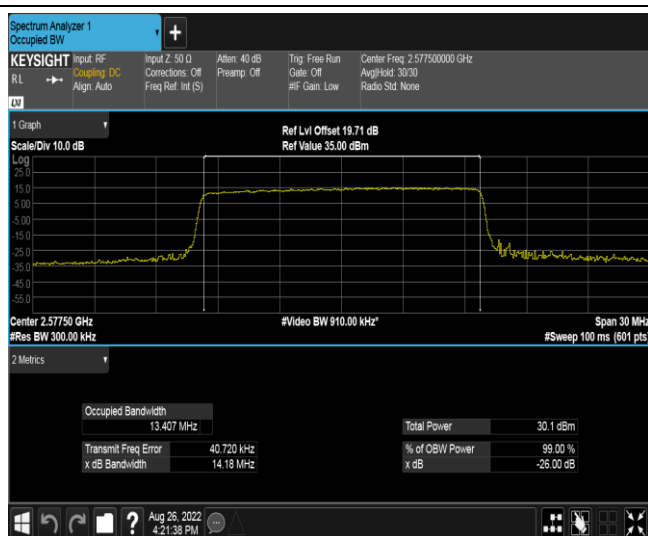 Spectrum Analyzer 1
Occupied BW
KEYSIGHT
RL
LXI
Input: RF
Coupling: DC
Align: Auto
Input Z: 50 Ω
Corrections: Off
Freq Ref: Int (S)
Atten: 40 dB
Preamp: Off
Trig: Free Run
Gate: Off
#IF Gain: Low
Center Freq: 2.577500000 GHz
Avg|Hold: 30/30
Radio Std: None
1 Graph
Scale/Div 10.0 dB
Ref Lvl Offset 19.71 dB
Ref Value 35.00 dBm
Log
25.0
15.0
5.00
-5.00
-15.0
-25.0
-35.0
-45.0
-55.0
Center 2.57750 GHz
#Res BW 300.00 kHz
#Video BW 910.00 kHz*
Span 30 MHz
#Sweep 100 ms (601 pts)
2 Metrics
Occupied Bandwidth
13.407 MHz
Transmit Freq Error 40.720 kHz
x dB Bandwidth 14.18 MHz
Total Power 30.1 dBm
% of OBW Power 99.00 %
x dB -26.00 dB
? Aug 26, 2022
4:21:38 PM